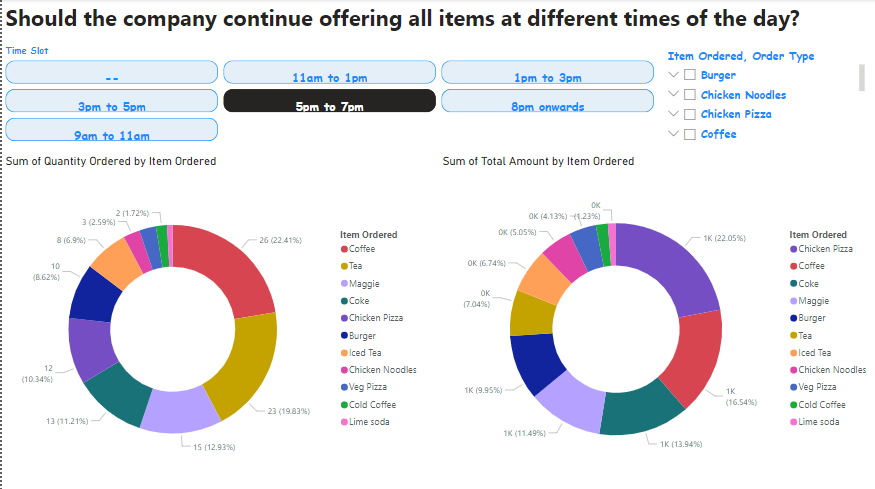 Should the company continue offering all items at different times of the day?
Time Slot
--
11am to 1pm
1pm to 3pm
3pm to 5pm
5pm to 7pm
8pm onwards
9am to 11am
Item Ordered, Order Type
Burger
Chicken Noodles
Chicken Pizza
Coffee
Sum of Quantity Ordered by Item Ordered
2 (1.72%)
3 (2.59%)
8 (6.9%)
10
(8.62%)
12
(10.34%)
13 (11.21%)
15 (12.93%)
23 (19.83%)
26 (22.41%)
Item Ordered
Coffee
Tea
Maggie
Coke
Chicken Pizza
Burger
Iced Tea
Chicken Noodles
Veg Pizza
Cold Coffee
Lime soda
Sum of Total Amount by Item Ordered
0K
(1.23%)
0K (4.13%)
0K (5.05%)
0K (6.74%)
0K
(7.04%)
1K (9.95%)
1K (11.49%)
1K (13.94%)
1K
(16.54%)
1K (22.05%)
Item Ordered
Chicken Pizza
Coffee
Coke
Maggie
Burger
Tea
Iced Tea
Chicken Noodles
Veg Pizza
Cold Coffee
Lime soda